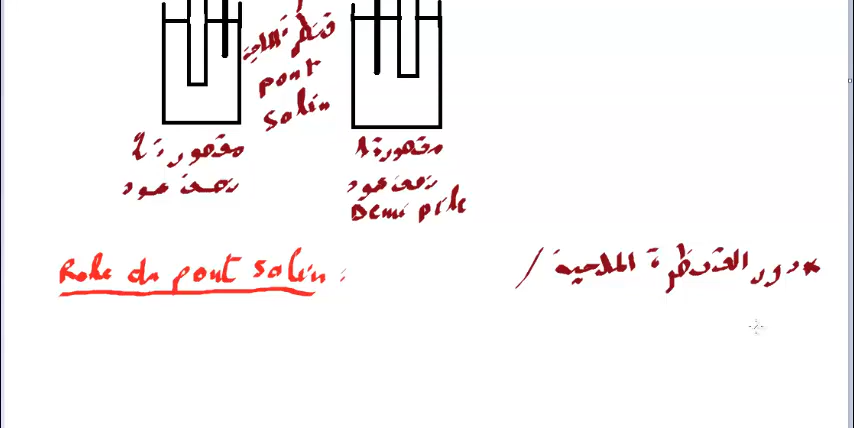 قنطرة ملحية
pont
salin
مقصورة 2
نصف عمود
مقصورة 1
نصف عمود
Demi pile
Role du pont salin :
* دور القنطرة الملحية /